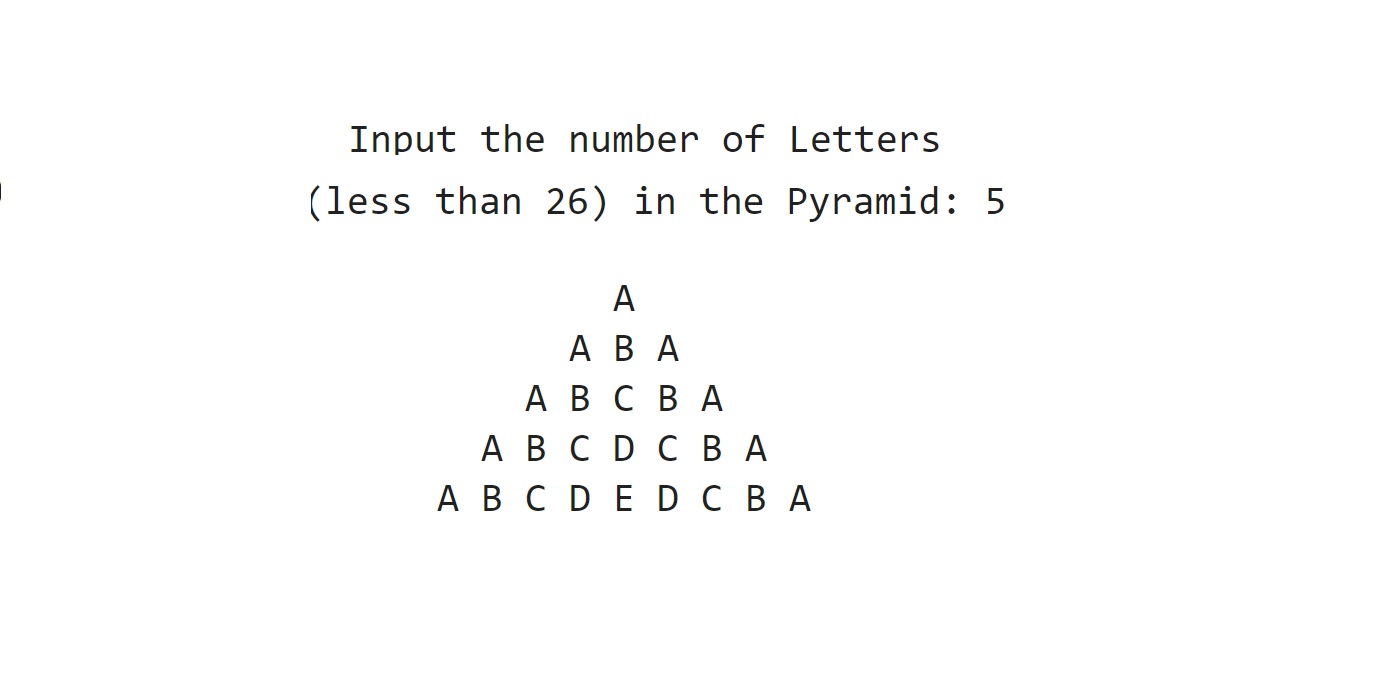 Input the number of Letters
(less than 26) in the Pyramid: 5
A
A B A
A B C B A
A B C D C B A
A B C D E D C B A